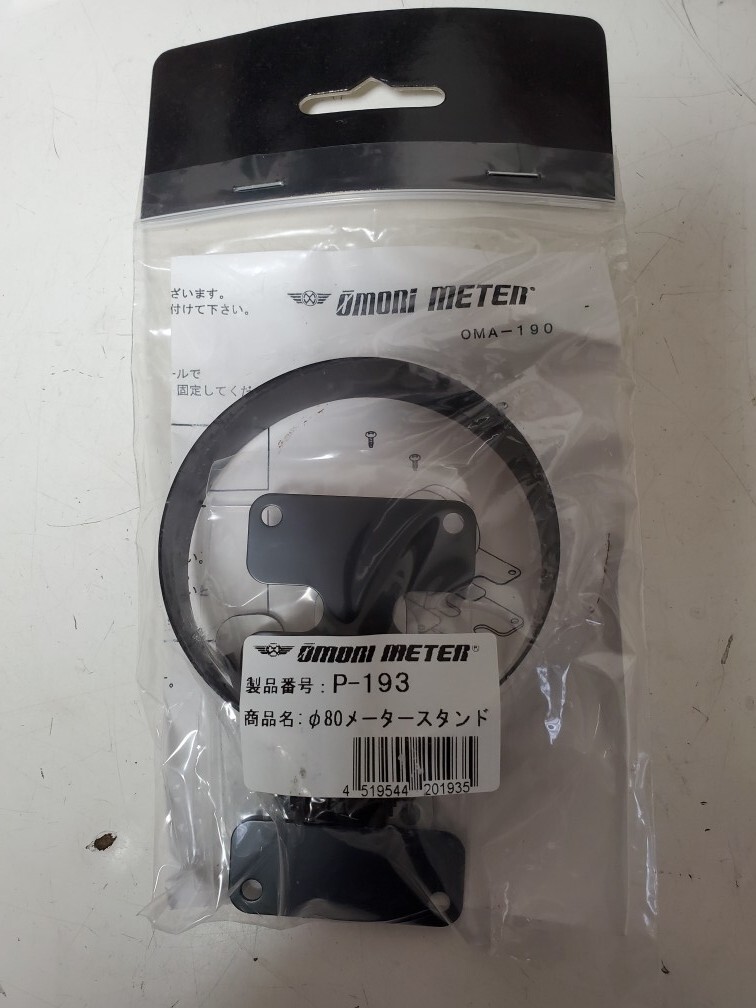 ざいます。
付けて下さい。
ŌMORI METER
OMA-190
ールで
固定してくだ
ŌMORI METER®
製品番号:P-193
商品名:φ80メータースタンド
4 519544 201935